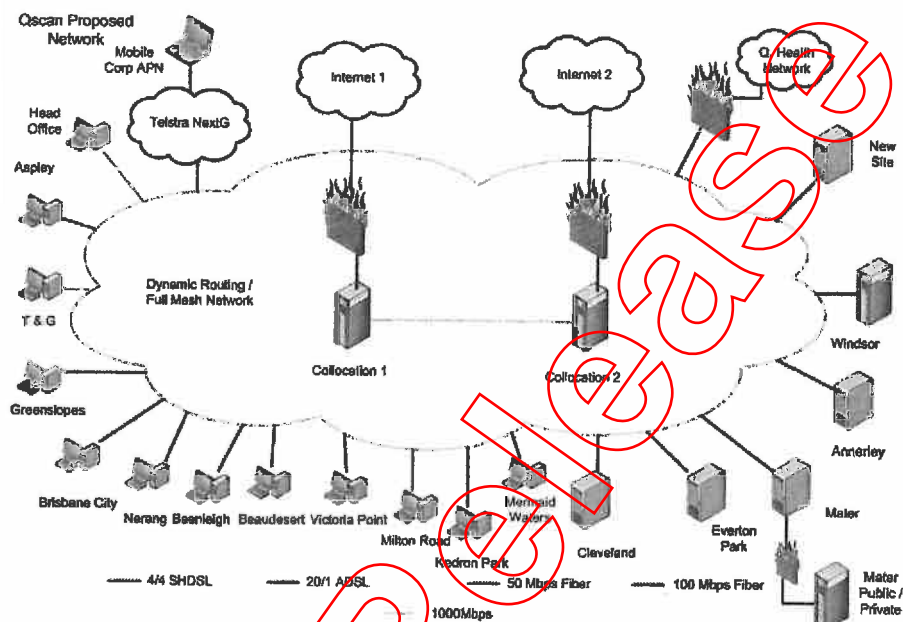 Qscan Proposed
Network
Mobile
Corp APN
Internet 1
Internet 2
Q. Health
Network
Head
Office
Telstra NextG
New
Site
Aspley
Dynamic Routing /
Full Mesh Network
T & G
Windsor
Collocation 1
Collocation 2
Greenslopes
Annerley
Brisbane City
Nerang
Beenleigh
Beaudesert
Victoria Point
Milton Road
Kedron Park
Mermaid
Waters
Cleveland
Everton
Park
Mater
Mater
Public /
Private
4/4 SHDSL
20/1 ADSL
50 Mbps Fiber
100 Mbps Fiber
1000Mbps
Release